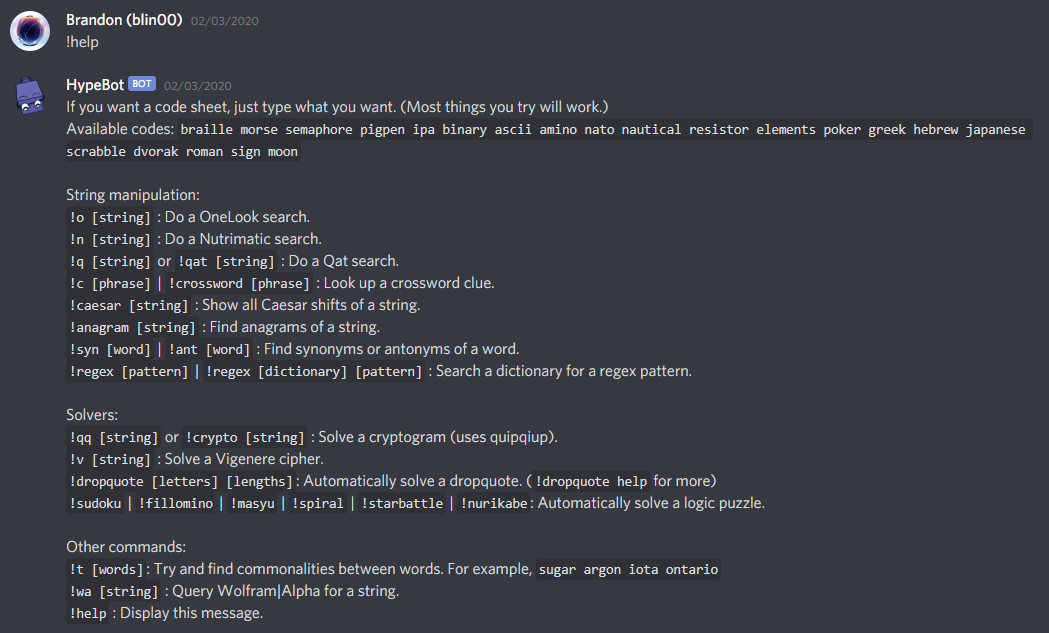 Brandon (blin00) 02/03/2020
!help
HypeBot BOT 02/03/2020
If you want a code sheet, just type what you want. (Most things you try will work.)
Available codes: braille morse semaphore pigpen ipa binary ascii amino nato nautical resistor elements poker greek hebrew japanese
scrabble dvorak roman sign moon
String manipulation:
!o [string] : Do a OneLook search.
!n [string] : Do a Nutrimatic search.
!q [string] or !qat [string] : Do a Qat search.
!c [phrase] | !crossword [phrase] : Look up a crossword clue.
!caesar [string] : Show all Caesar shifts of a string.
!anagram [string] : Find anagrams of a string.
!syn [word] | !ant [word] : Find synonyms or antonyms of a word.
!regex [pattern] | !regex [dictionary] [pattern] : Search a dictionary for a regex pattern.
Solvers:
!qq [string] or !crypto [string] : Solve a cryptogram (uses quipqiup).
!v [string] : Solve a Vigenere cipher.
!dropquote [letters] [lengths]: Automatically solve a dropquote. ( !dropquote help for more)
!sudoku | !fillomino | !masyu | !spiral | !starbattle | !nurikabe: Automatically solve a logic puzzle.
Other commands:
!t [words]: Try and find commonalities between words. For example, sugar argon iota ontario
!wa [string] : Query Wolfram|Alpha for a string.
!help : Display this message.